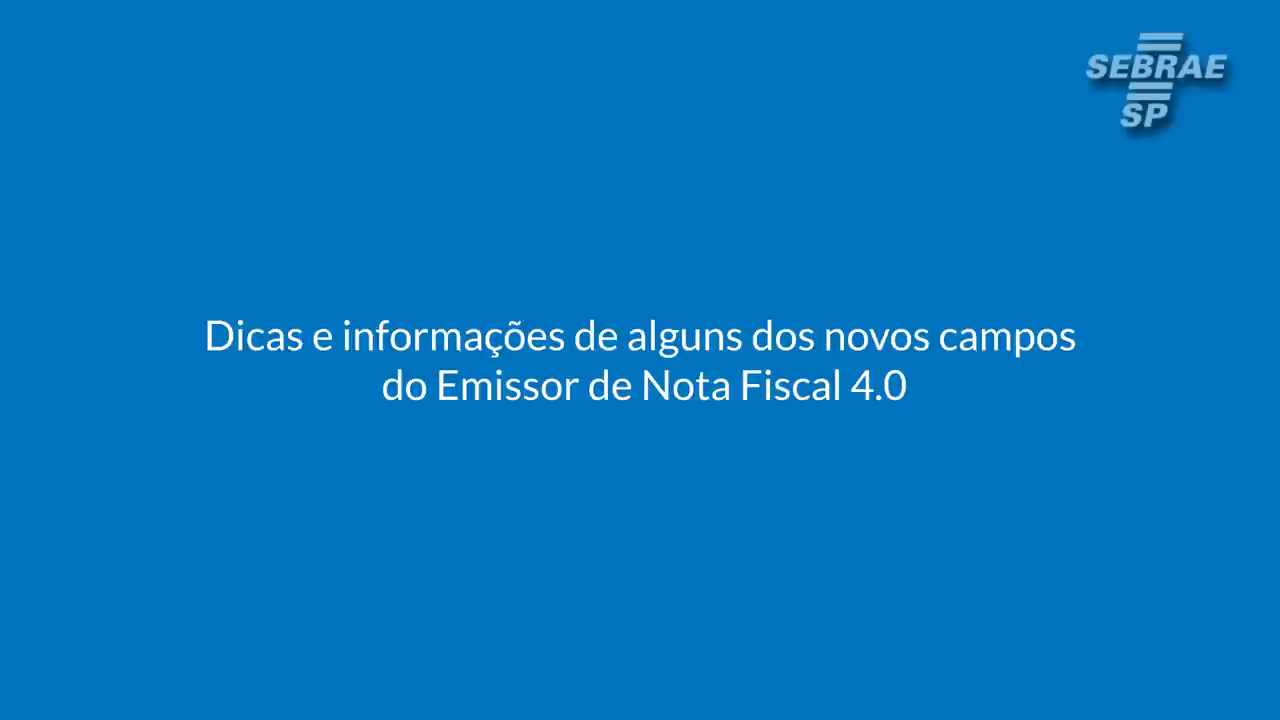 SEBRAE
SP
Dicas e informações de alguns dos novos campos
do Emissor de Nota Fiscal 4.0